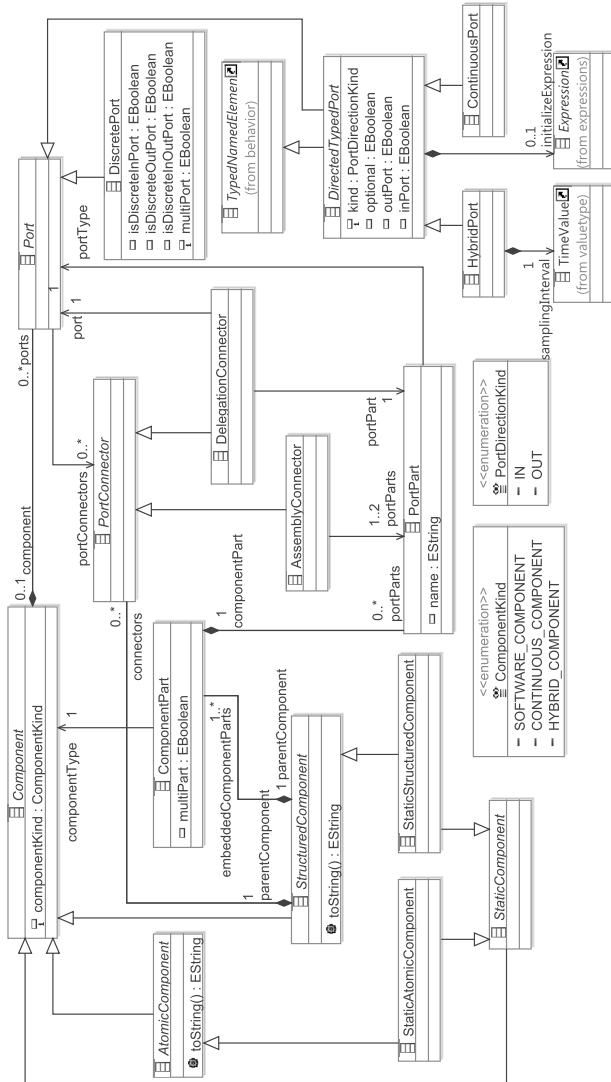 Component
componentKind : ComponentKind
0..1
component
0..*
ports
Port
1
portType
DiscretePort
isDiscreteInPort : EBoolean
isDiscreteOutPort : EBoolean
isDiscreteInOutPort : EBoolean
multiPort : EBoolean
AtomicComponent
toString() : EString
componentType
1
ComponentPart
multiPart : EBoolean
1
componentPart
embeddedComponentParts
1..*
1
parentComponent
1
parentComponent
connectors
0..*
portConnectors
0..*
PortConnector
port
1
TypedNamedElemen
(from behavior)
StructuredComponent
toString() : EString
AssemblyConnector
DelegationConnector
DirectedTypedPort
kind : PortDirectionKind
optional : EBoolean
outPort : EBoolean
inPort : EBoolean
0..*
portParts
1..2
portParts
portPart
1
PortPart
name : EString
StaticAtomicComponent
StaticStructuredComponent
StaticComponent
HybridPort
ContinuousPort
<<enumeration>>
ComponentKind
SOFTWARE_COMPONENT
CONTINUOUS_COMPONENT
HYBRID_COMPONENT
<<enumeration>>
PortDirectionKind
IN
OUT
1
samplingInterval
TimeValue
(from valuetype)
0..1
initializeExpression
Expression
(from expressions)